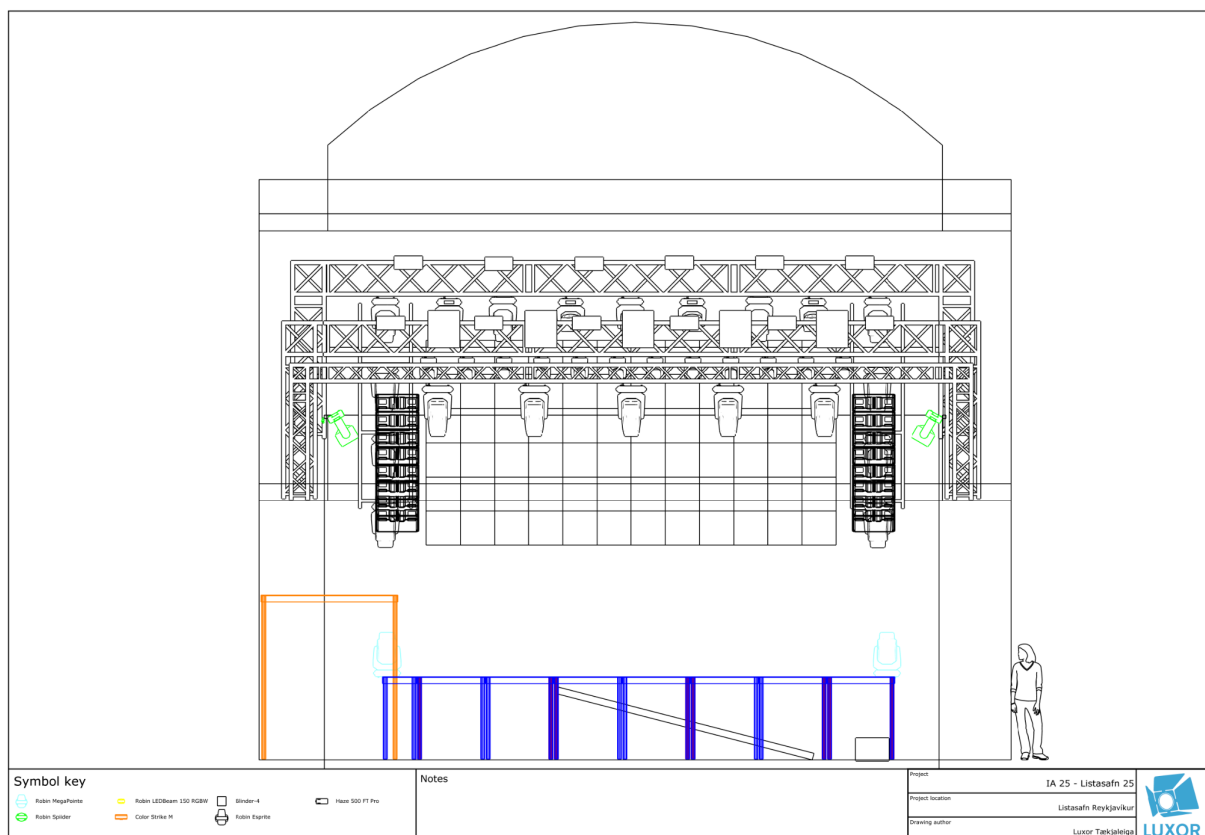 Symbol key
Robin MegaPointe
Robin LEDBeam 150 RGBW
Blinder-4
Haze 500 FT Pro
Robin Spiider
Color Strike M
Robin Esprite
Notes
Project
IA 25 - Listasafn 25
Project location
Listasafn Reykjavíkur
Drawing author
Luxor Tækjaleiga
LUXOR